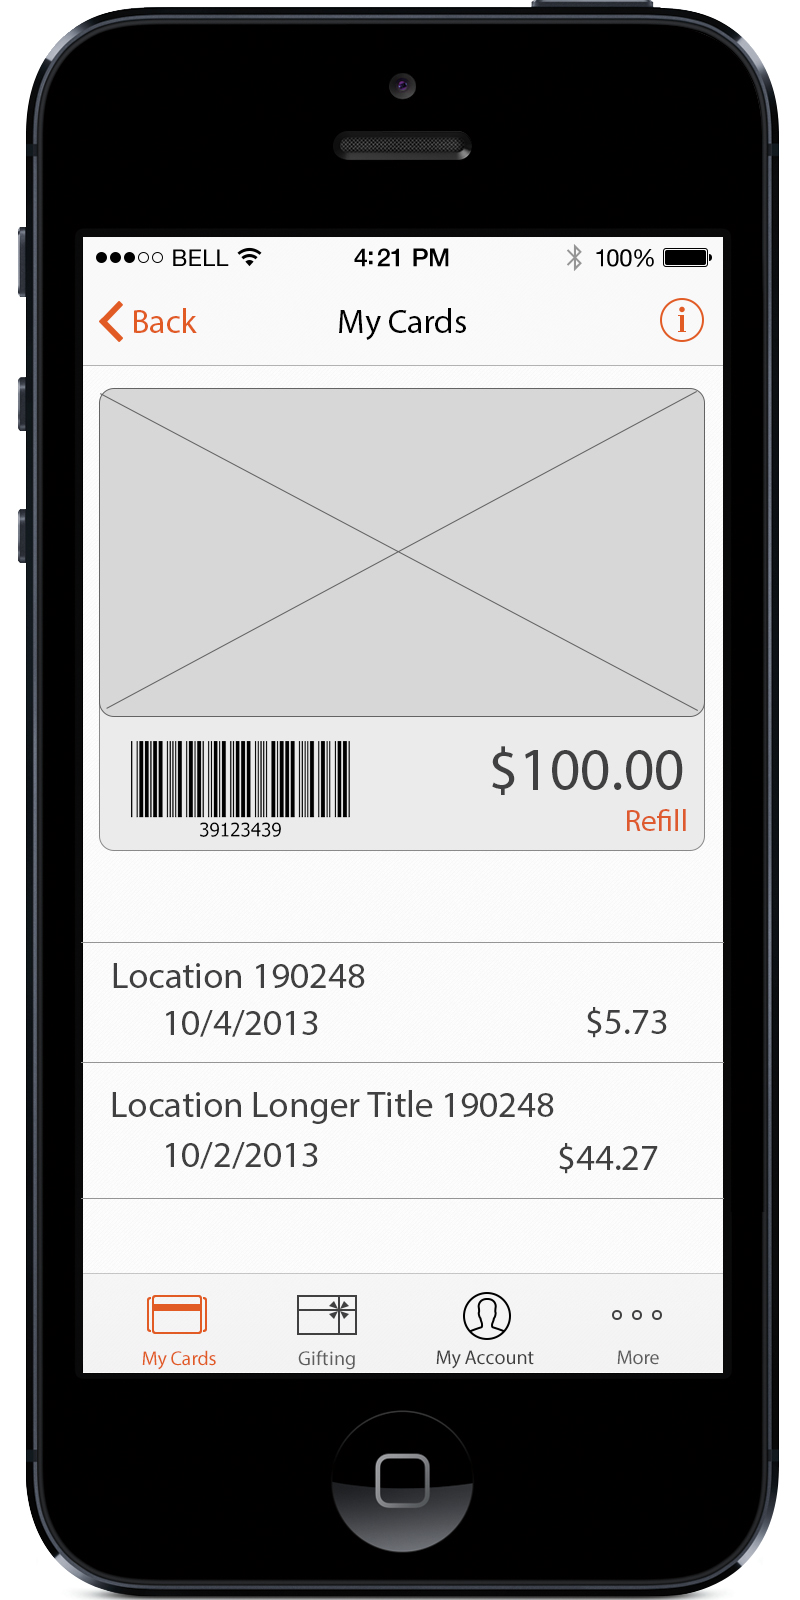 BELL 4:21 PM 100%
Back My Cards i
39123439
$100.00
Refill
Location 190248
10/4/2013 $5.73
Location Longer Title 190248
10/2/2013 $44.27
My Cards Gifting My Account More